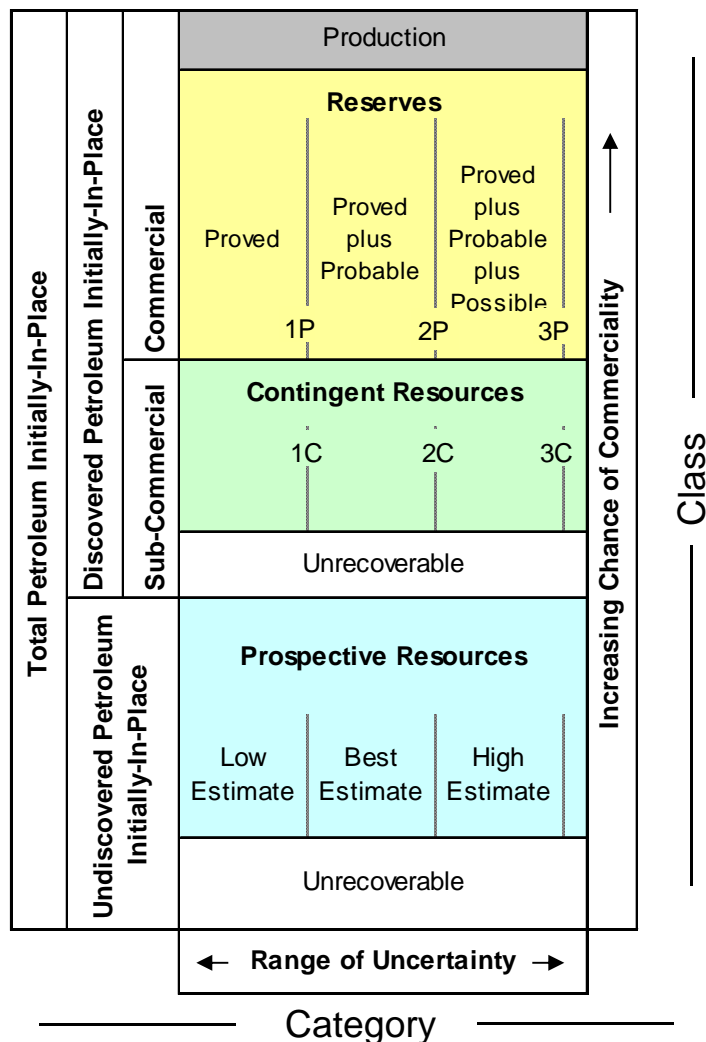 Total Petroleum Initially-In-Place
Discovered Petroleum Initially-In-Place
Undiscovered Petroleum
Initially-In-Place
Commercial
Sub-Commercial
Production
Reserves
Proved
Proved
plus
Probable
Proved
plus
Probable
plus
Possible
1P
2P
3P
Contingent Resources
1C
2C
3C
Unrecoverable
Prospective Resources
Low
Estimate
Best
Estimate
High
Estimate
Unrecoverable
Range of Uncertainty
Increasing Chance of Commerciality
Class
Category